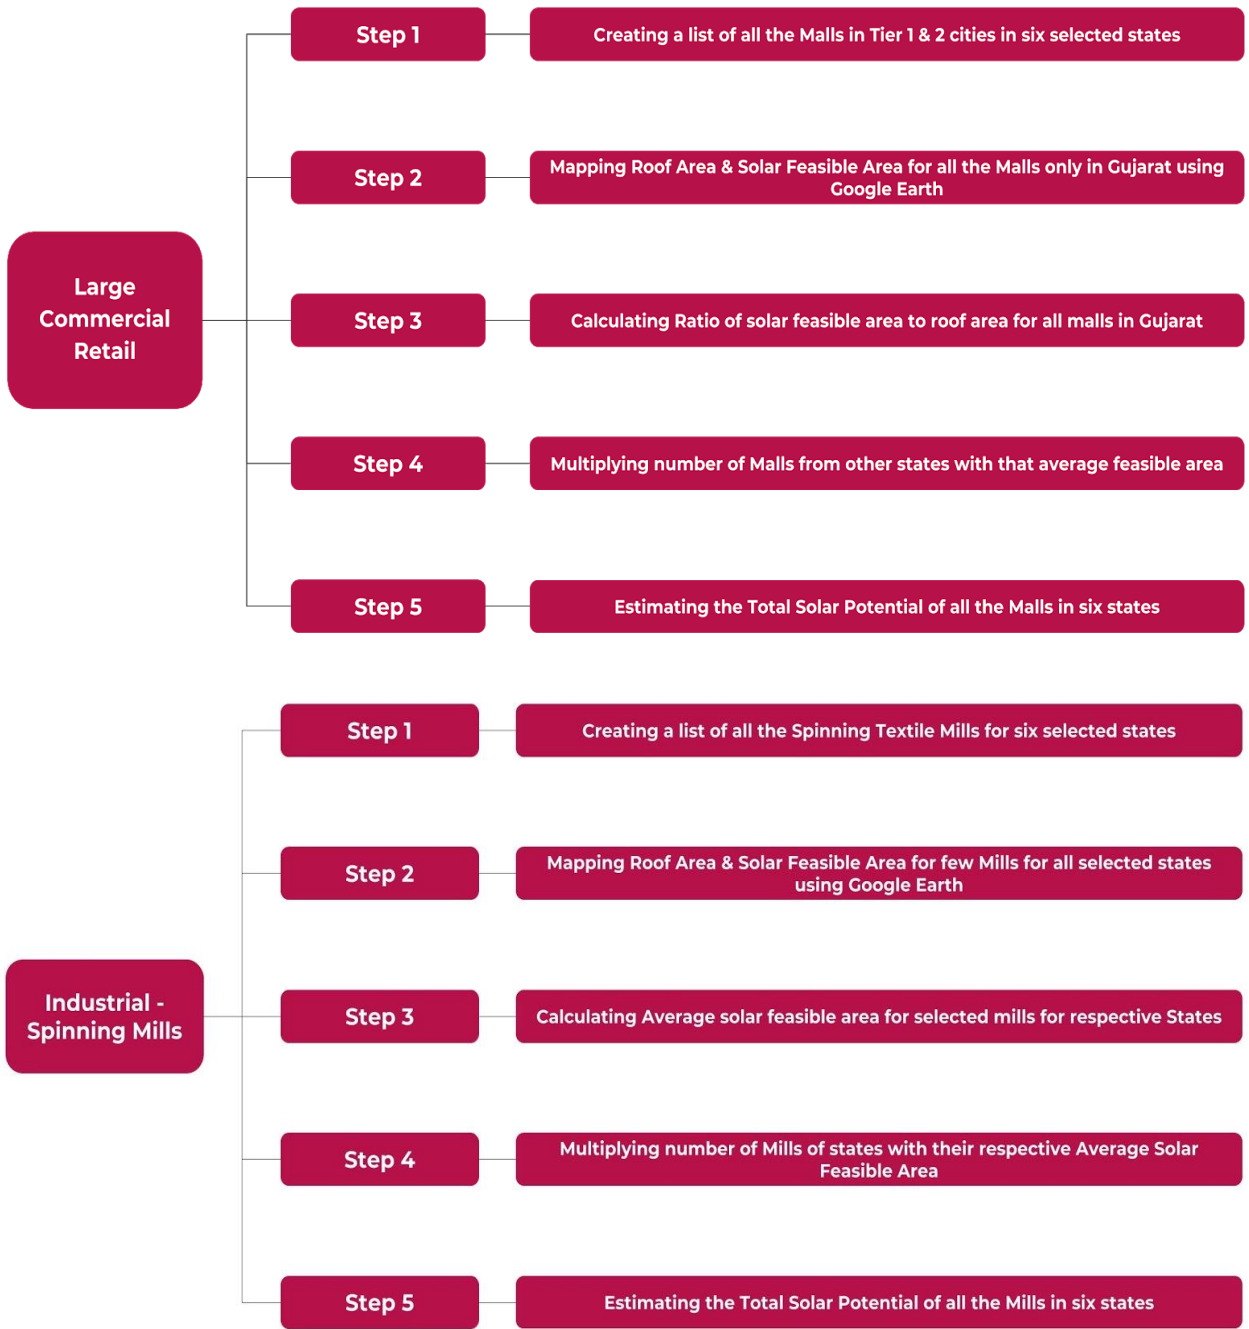 Large
Commercial
Retail
Step 1
Creating a list of all the Malls in Tier 1 & 2 cities in six selected states
Step 2
Mapping Roof Area & Solar Feasible Area for all the Malls only in Gujarat using
Google Earth
Step 3
Calculating Ratio of solar feasible area to roof area for all malls in Gujarat
Step 4
Multiplying number of Malls from other states with that average feasible area
Step 5
Estimating the Total Solar Potential of all the Malls in six states
Industrial -
Spinning Mills
Step 1
Creating a list of all the Spinning Textile Mills for six selected states
Step 2
Mapping Roof Area & Solar Feasible Area for few Mills for all selected states
using Google Earth
Step 3
Calculating Average solar feasible area for selected mills for respective States
Step 4
Multiplying number of Mills of states with their respective Average Solar
Feasible Area
Step 5
Estimating the Total Solar Potential of all the Mills in six states